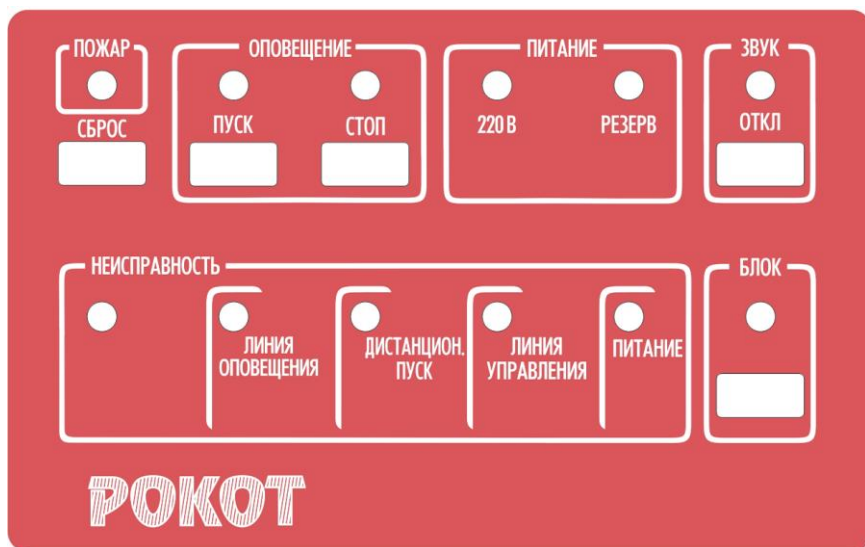 ПОЖАР
ОПОВЕЩЕНИЕ
ПИТАНИЕ
ЗВУК
СБРОС
ПУСК
СТОП
220 В
РЕЗЕРВ
ОТКЛ
НЕИСПРАВНОСТЬ
БЛОК
ЛИНИЯ
ОПОВЕЩЕНИЯ
ДИСТАНЦИОН.
ПУСК
ЛИНИЯ
УПРАВЛЕНИЯ
ПИТАНИЕ
РОКОТ